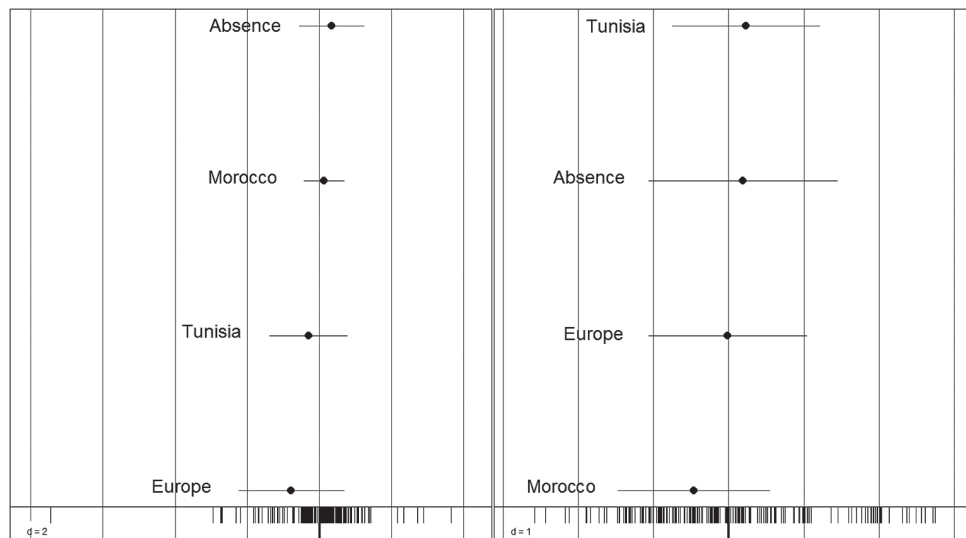 Absence
Morocco
Tunisia
Europe
d = 2
Tunisia
Absence
Europe
Morocco
d = 1